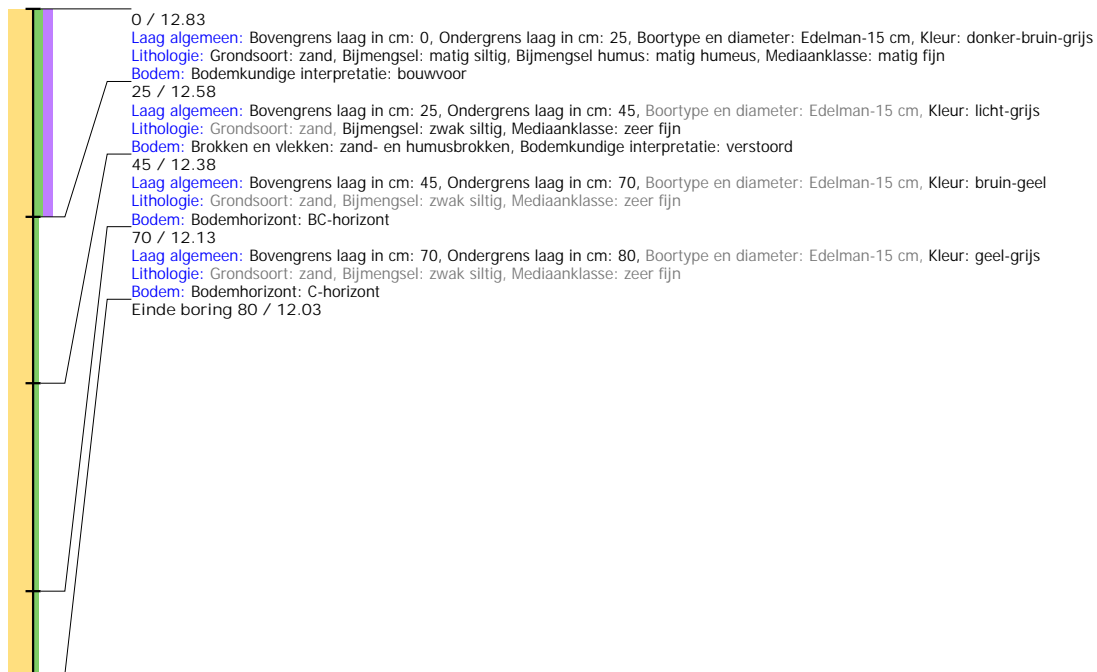 0 / 12.83
Laag algemeen: Bovengrens laag in cm: 0, Ondergrens laag in cm: 25, Boortype en diameter: Edelman-15 cm, Kleur: donker-bruin-grijs
Lithologie: Grondsoort: zand, Bijmengsel: matig siltig, Bijmengsel humus: matig humeus, Mediaanklasse: matig fijn
Bodem: Bodemkundige interpretatie: bouwvoor
25 / 12.58
Laag algemeen: Bovengrens laag in cm: 25, Ondergrens laag in cm: 45, Boortype en diameter: Edelman-15 cm, Kleur: licht-grijs
Lithologie: Grondsoort: zand, Bijmengsel: zwak siltig, Mediaanklasse: zeer fijn
Bodem: Brokken en vlekken: zand- en humusbrokken, Bodemkundige interpretatie: verstoord
45 / 12.38
Laag algemeen: Bovengrens laag in cm: 45, Ondergrens laag in cm: 70, Boortype en diameter: Edelman-15 cm, Kleur: bruin-geel
Lithologie: Grondsoort: zand, Bijmengsel: zwak siltig, Mediaanklasse: zeer fijn
Bodem: Bodemhorizont: BC-horizont
70 / 12.13
Laag algemeen: Bovengrens laag in cm: 70, Ondergrens laag in cm: 80, Boortype en diameter: Edelman-15 cm, Kleur: geel-grijs
Lithologie: Grondsoort: zand, Bijmengsel: zwak siltig, Mediaanklasse: zeer fijn
Bodem: Bodemhorizont: C-horizont
Einde boring 80 / 12.03